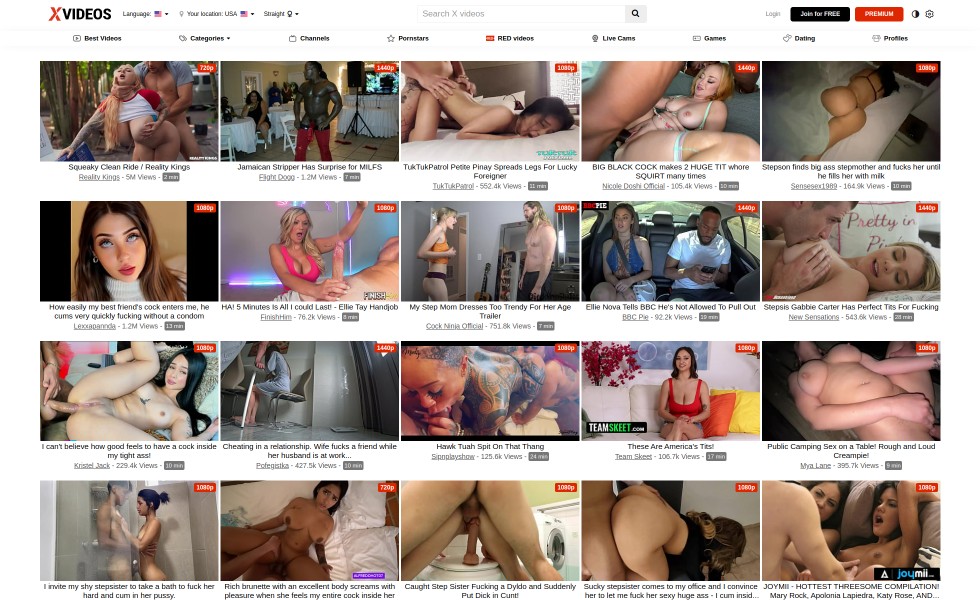 XVIDEOS
Language:
Your location: USA
Straight
Search X videos
Login
Join for FREE
PREMIUM
Best Videos
Categories
Channels
Pornstars
RED videos
Live Cams
Games
Dating
Profiles
720p
1440p
1080p
1440p
1080p
REALITY KINGS
Squeaky Clean Ride / Reality Kings
Reality Kings - 5M Views - 2 min
Jamaican Stripper Has Surprise for MILFS
Flight Dogg - 1.2M Views - 7 min
TukTukPatrol Petite Pinay Spreads Legs For Lucky
Foreigner
TukTukPatrol - 552.4k Views - 11 min
BIG BLACK COCK makes 2 HUGE TIT whore
SQUIRT many times
Nicole Doshi Official - 105.4k Views - 10 min
Stepson finds big ass stepmother and fucks her until
he fills her with milk
Sensesex1989 - 164.9k Views - 10 min
1080p
1080p
1080p
BBCPIE
1440p
1440p
Pretty in
FINISH
How easily my best friend's cock enters me, he
cums very quickly fucking without a condom
Lexxapannda - 1.2M Views - 13 min
HA! 5 Minutes Is All I could Last! - Ellie Tay Handjob
FinishHim - 76.2k Views - 8 min
My Step Mom Dresses Too Trendy For Her Age
Trailer
Cock Ninja Official - 751.8k Views - 7 min
Ellie Nova Tells BBC He's Not Allowed To Pull Out
BBC Pie - 92.2k Views - 19 min
Stepsis Gabbie Carter Has Perfect Tits For Fucking
New Sensations - 543.6k Views - 28 min
1080p
1440p
1080p
1080p
1080p
TEAMSKEET.COM
I can't believe how good feels to have a cock inside
my tight ass!
Kristel Jack - 229.4k Views - 10 min
Cheating in a relationship. Wife fucks a friend while
her husband is at work...
Pofegistka - 427.5k Views - 10 min
Hawk Tuah Spit On That Thang
Sipnplayshow - 125.6k Views - 24 min
These Are America's Tits!
Team Skeet - 106.7k Views - 17 min
Public Camping Sex on a Table! Rough and Loud
Creampie!
Mya Lane - 395.7k Views - 9 min
1080p
720p
1080p
1080p
1080p
joymii
I invite my shy stepsister to take a bath to fuck her
hard and cum in her pussy.
Rich brunette with an excellent body screams with
pleasure when she feels my entire cock inside her
Caught Step Sister Fucking a Dyldo and Suddenly
Put Dick in Cunt!
Sucky stepsister comes to my office and I convince
her to let me fuck her sexy huge ass - I cum insid...
JOYMII - HOTTEST THREESOME COMPILATION!
Mary Rock, Apolonia Lapiedra, Katy Rose, AND...